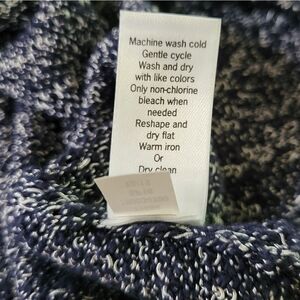 Machine wash cold
Gentle cycle
Wash and dry
with like colors
Only non-chlorine
bleach when
needed
Reshape and
dry flat
Warm iron
Or
Dry clean